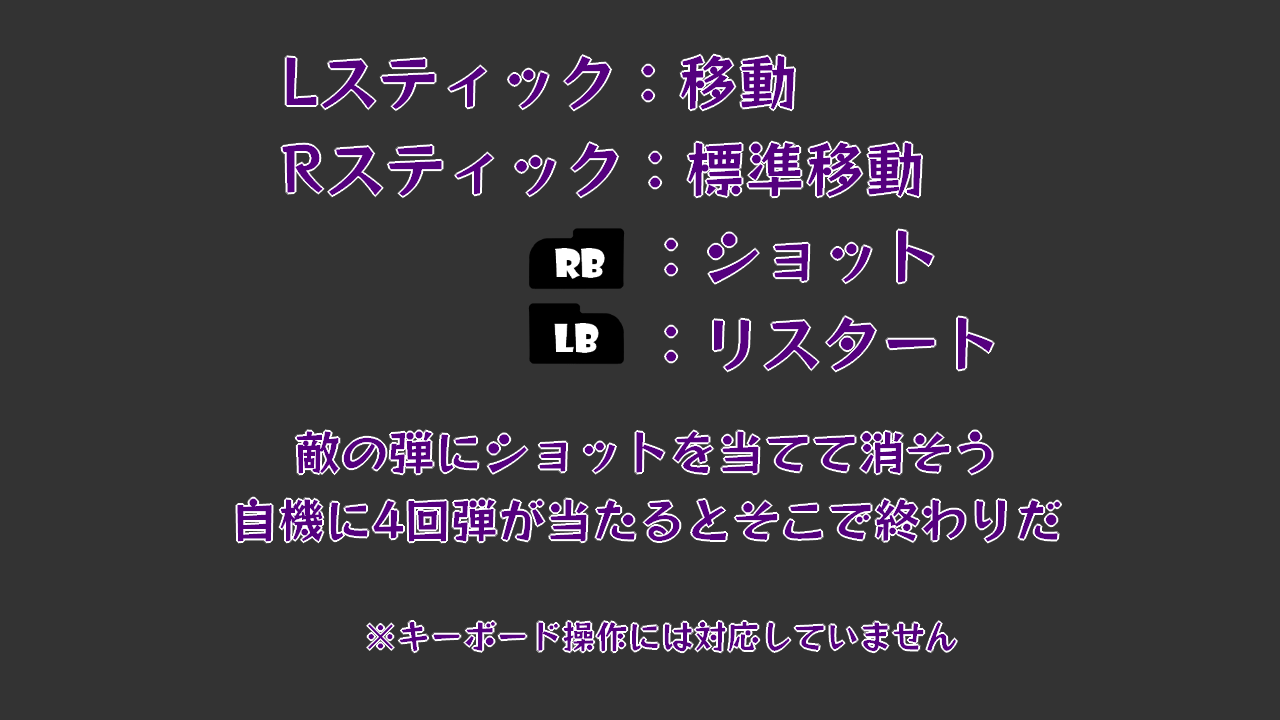 Lスティック：移動
Rスティック：標準移動
RB：ショット
LB：リスタート
敵の弾にショットを当てて消そう
自機に4回弾が当たるとそこで終わりだ
※キーボード操作には対応していません